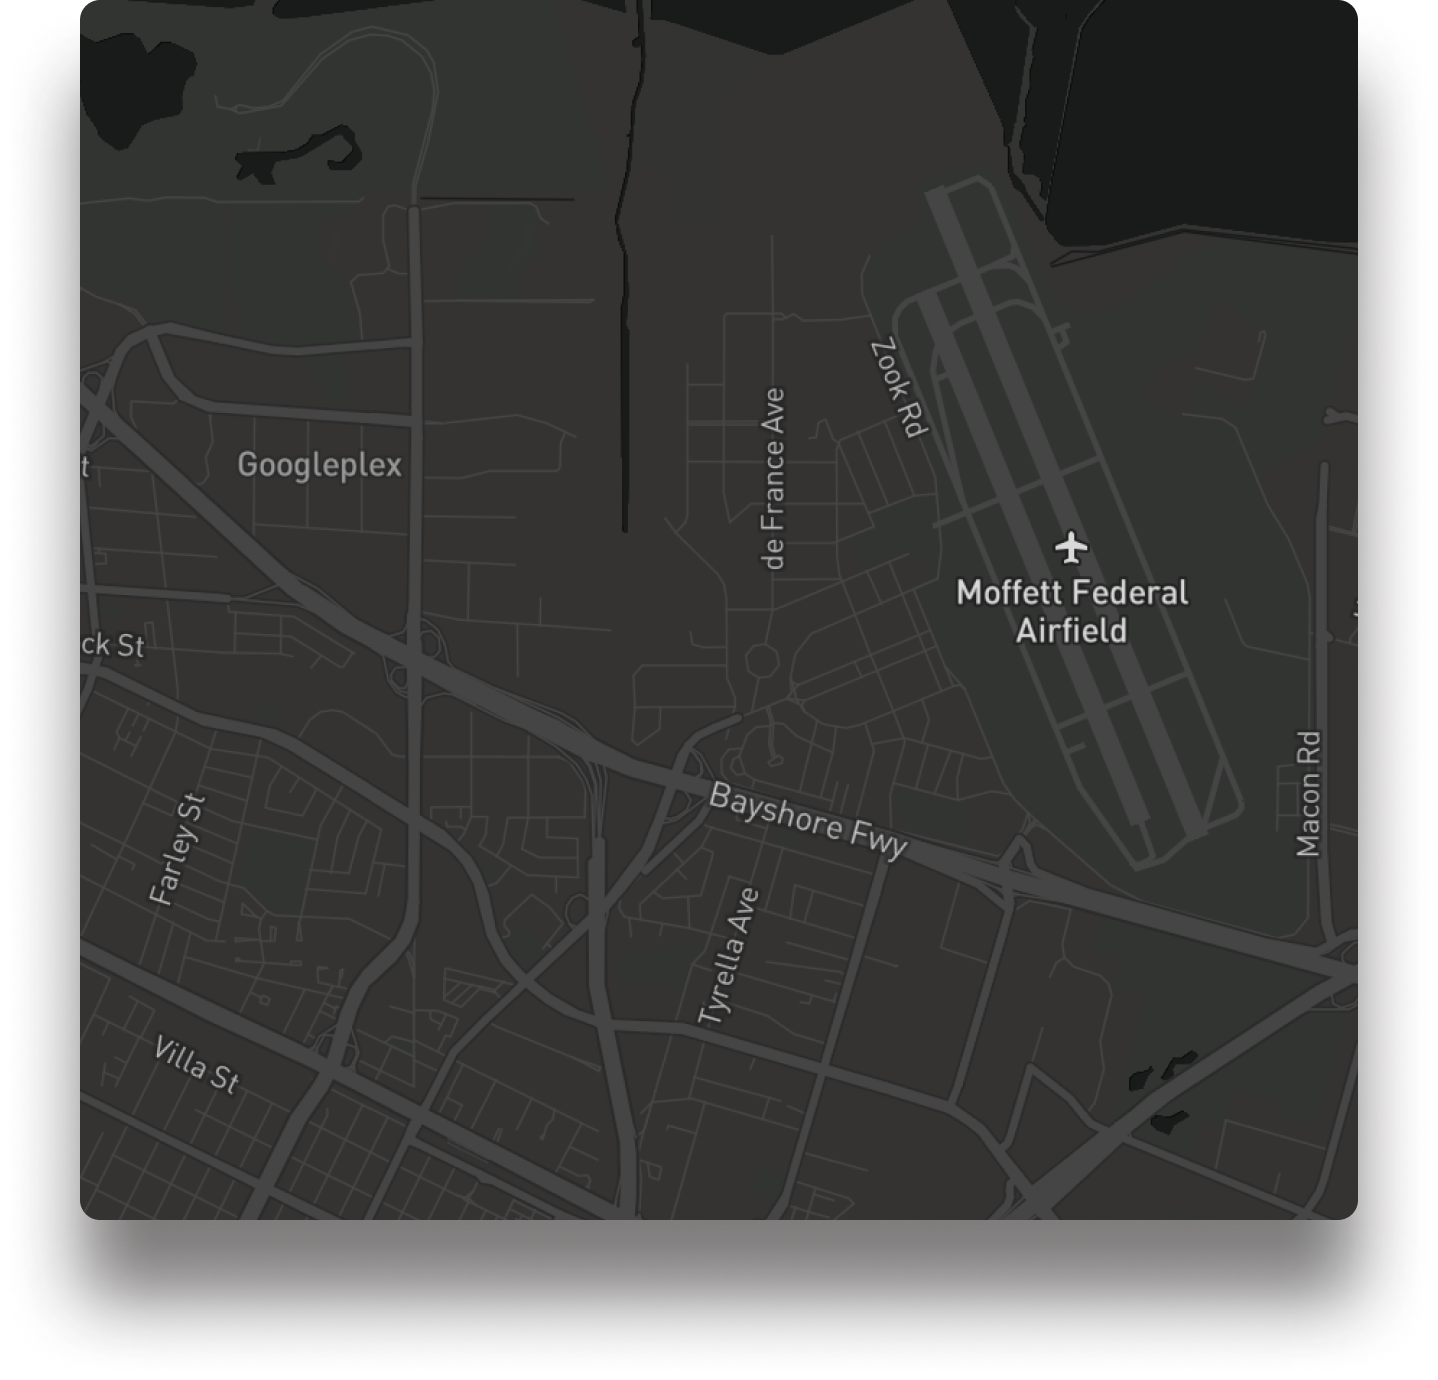 Zook Rd
de France Ave
Googleplex
t
Moffett Federal
Airfield
ck St
Macon Rd
Bayshore Fwy
Farley St
Tyrella Ave
Villa St